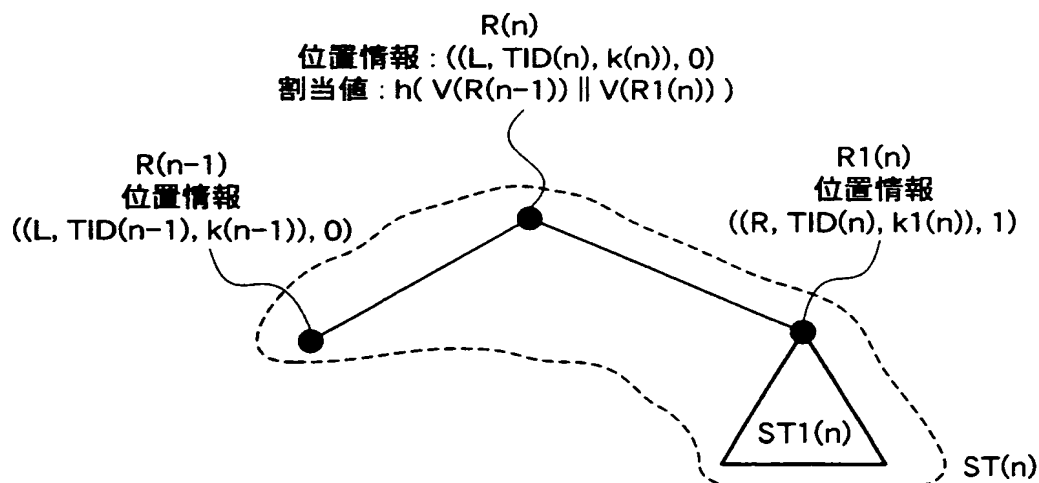 R(n)
位置情報 : ((L, TID(n), k(n)), 0)
割当値 : h( V(R(n-1)) || V(R1(n)) )
R(n-1)
位置情報
((L, TID(n-1), k(n-1)), 0)
R1(n)
位置情報
((R, TID(n), k1(n)), 1)
ST1(n)
ST(n)